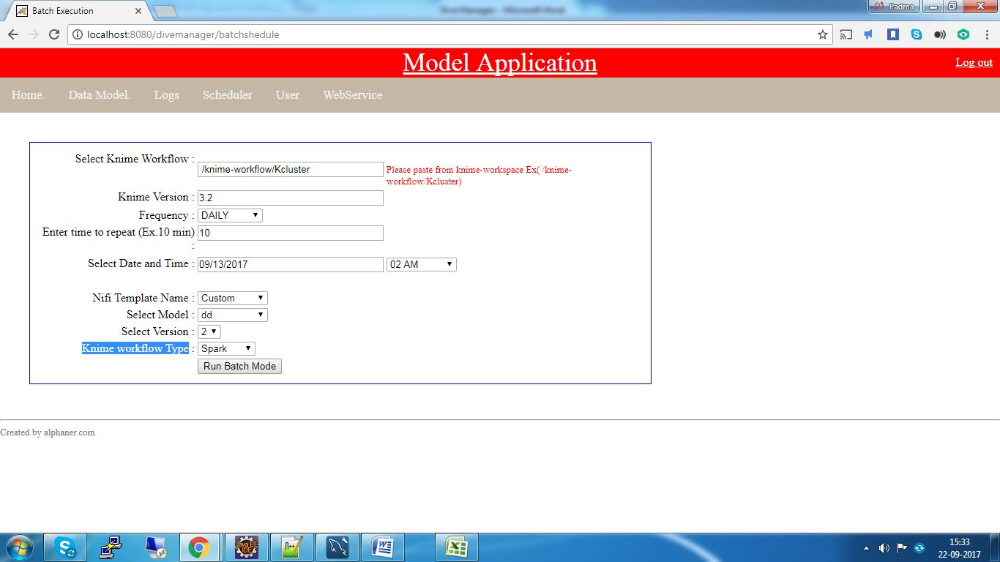 Batch Execution
Padma
localhost:8080/divemanager/batchshedule
Model Application
Log out
Home. Data Model. Logs Scheduler User WebService
Select Knime Workflow : /knime-workflow/Kcluster Please paste from knime-workspace Ex( /knime-
workflow/Kcluster)
Knime Version : 3.2
Frequency : DAILY
Enter time to repeat (Ex.10 min) 10
:
Select Date and Time : 09/13/2017 02 AM
Nifi Template Name : Custom
Select Model : dd
Select Version : 2
Knime workflow Type : Spark
Run Batch Mode
Created by alphaner.com
Java EE
IDE
15:33
22-09-2017